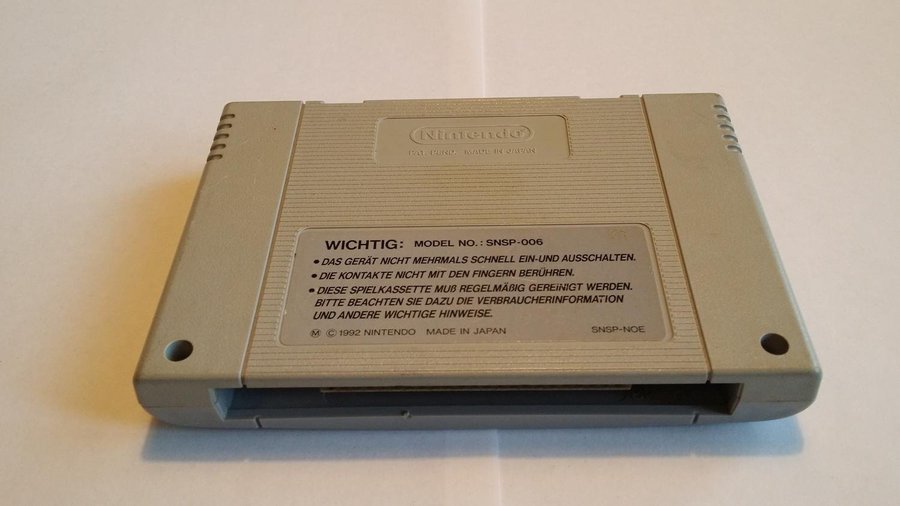 Nintendo
PAT. PEND. MADE IN JAPAN
WICHTIG: MODEL NO.: SNSP-006
• DAS GERÄT NICHT MEHRMALS SCHNELL EIN-UND AUSSCHALTEN.
• DIE KONTAKTE NICHT MIT DEN FINGERN BERÜHREN.
• DIESE SPIELKASSETTE MUß REGELMÄßIG GEREINIGT WERDEN.
BITTE BEACHTEN SIE DAZU DIE VERBRAUCHERINFORMATION
UND ANDERE WICHTIGE HINWEISE.
Ⓜ © 1992 NINTENDO MADE IN JAPAN SNSP-NOE